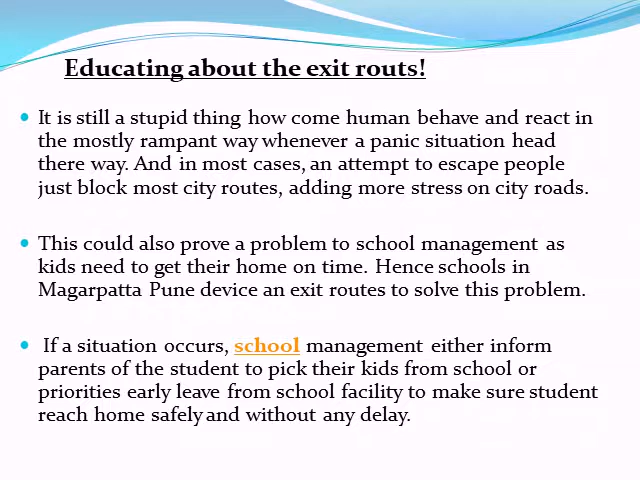 Educating about the exit routs!
It is still a stupid thing how come human behave and react in
the mostly rampant way whenever a panic situation head
there way. And in most cases, an attempt to escape people
just block most city routes, adding more stress on city roads.
This could also prove a problem to school management as
kids need to get their home on time. Hence schools in
Magarpatta Pune device an exit routes to solve this problem.
If a situation occurs, school management either inform
parents of the student to pick their kids from school or
priorities early leave from school facility to make sure student
reach home safely and without any delay.